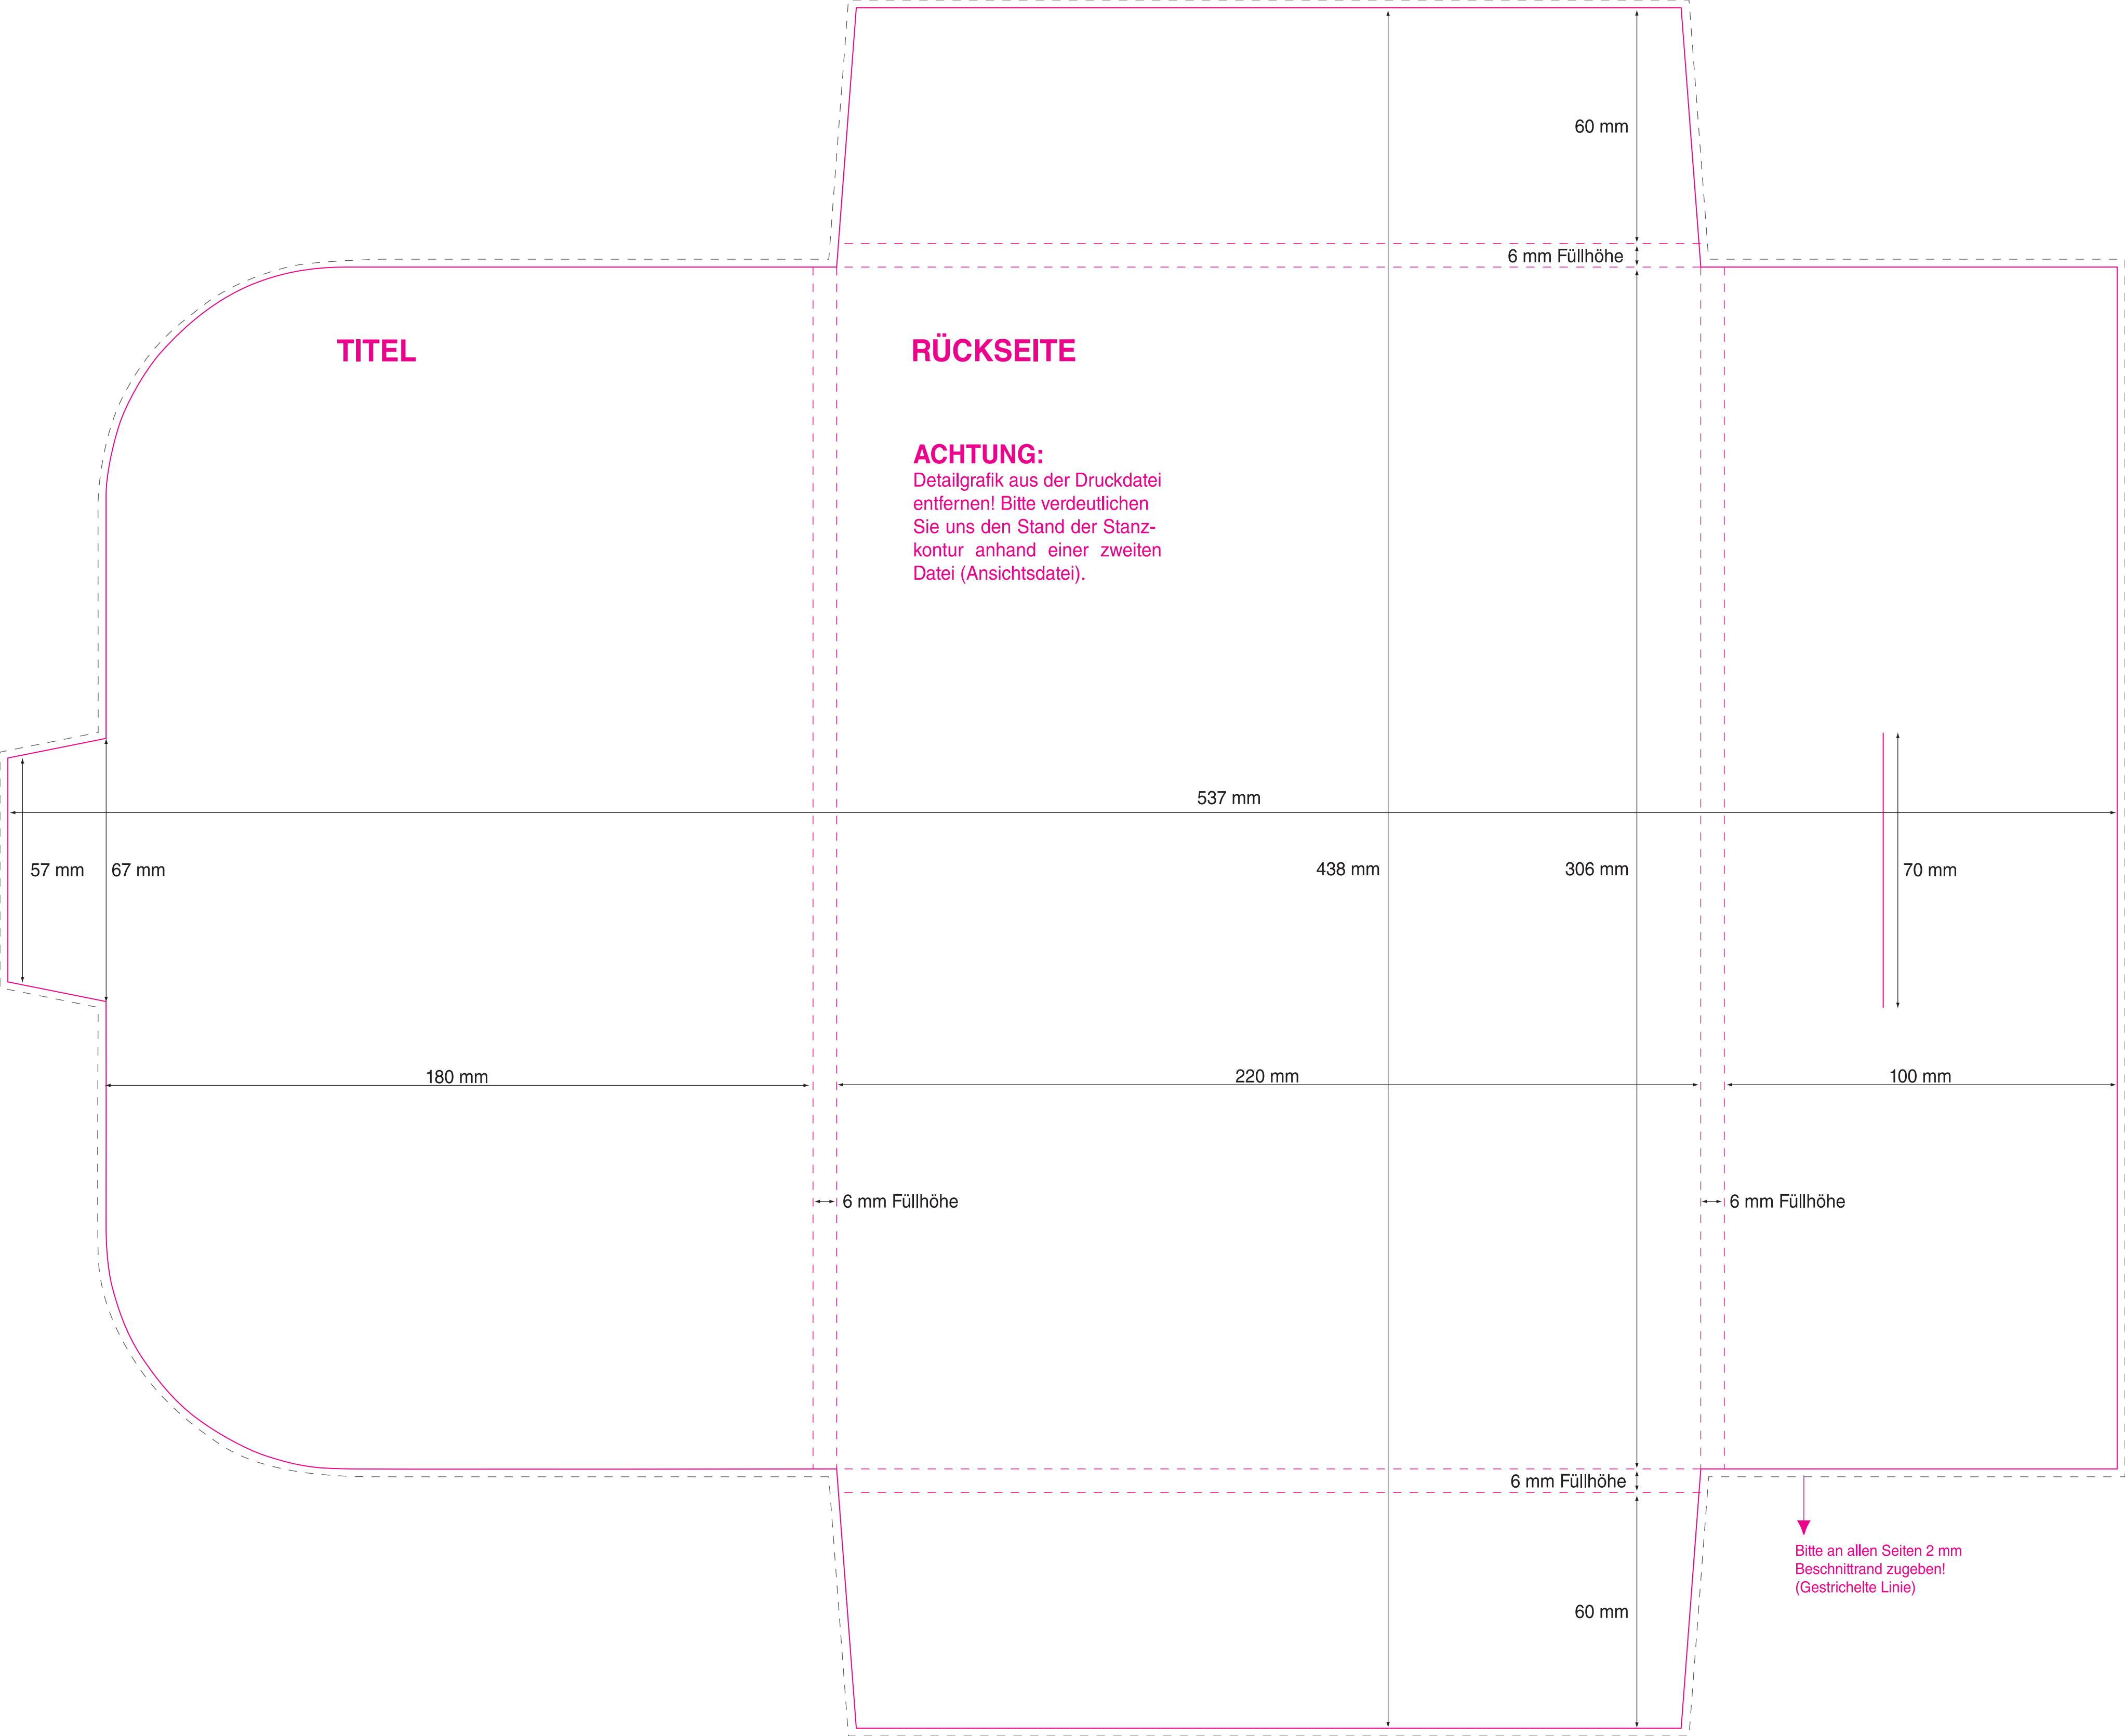 60 mm
6 mm Füllhöhe
TITEL
RÜCKSEITE
ACHTUNG:
Detailgrafik aus der Druckdatei
entfernen! Bitte verdeutlichen
Sie uns den Stand der Stanz-
kontur anhand einer zweiten
Datei (Ansichtsdatei).
537 mm
57 mm
67 mm
438 mm
306 mm
70 mm
180 mm
220 mm
100 mm
6 mm Füllhöhe
6 mm Füllhöhe
6 mm Füllhöhe
Bitte an allen Seiten 2 mm
Beschnittrand zugeben!
(Gestrichelte Linie)
60 mm